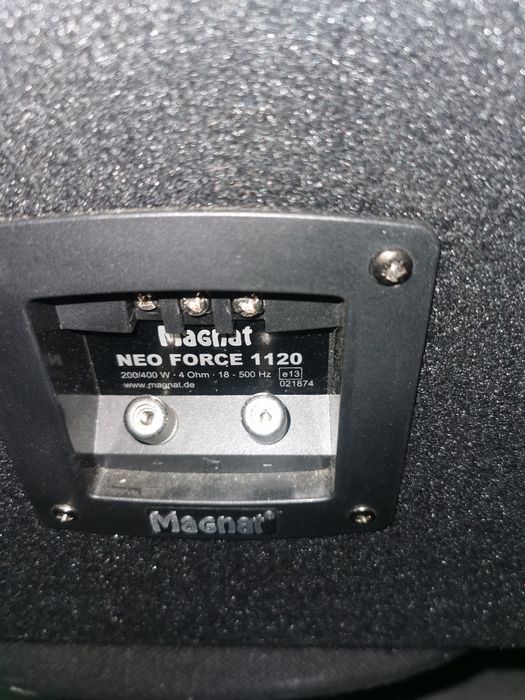 Magnat
NEO FORCE 1120
200/400 W · 4 Ohm · 18 - 500 Hz e13
www.magnat.de 021874
+ -
Magnat